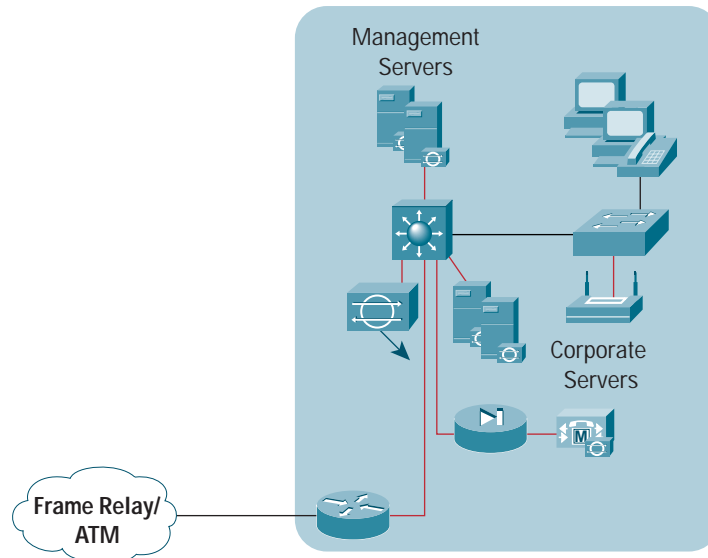 Management
Servers
M
Corporate
Servers
Frame Relay/
ATM